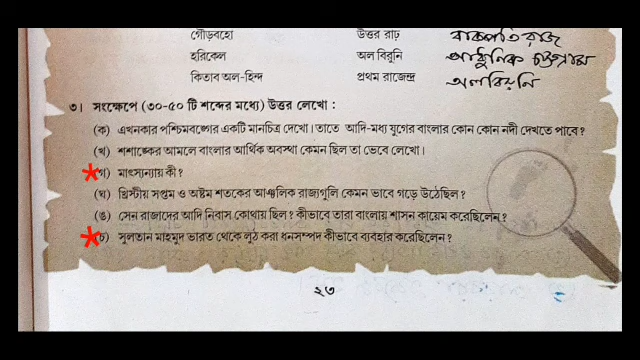 গৌড়বহো উত্তর রাঢ় বাকপতিরাজ
হরিকেল অল বিরুনি আধুনিক চট্টগ্রাম
কিতাব অল-হিন্দ প্রথম রাজেন্দ্র অলবিরুনি
৩। সংক্ষেপে (৩০-৫০ টি শব্দের মধ্যে) উত্তর লেখো :
(ক) এখনকার পশ্চিমবঙ্গের একটি মানচিত্র দেখো। তাতে আদি-মধ্য যুগের বাংলার কোন কোন নদী দেখতে পাবে?
(খ) শশাঙ্কের আমলে বাংলার আর্থিক অবস্থা কেমন ছিল তা ভেবে লেখো।
গ) মাৎস্যন্যায় কী?
(ঘ) খ্রিস্টীয় সপ্তম ও অষ্টম শতকের আঞ্চলিক রাজ্যগুলি কেমন ভাবে গড়ে উঠেছিল?
(ঙ) সেন রাজাদের আদি নিবাস কোথায় ছিল? কীভাবে তারা বাংলায় শাসন কায়েম করেছিলেন?
চ) সুলতান মাহমুদ ভারত থেকে লুঠ করা ধনসম্পদ কীভাবে ব্যবহার করেছিলেন?
২৩